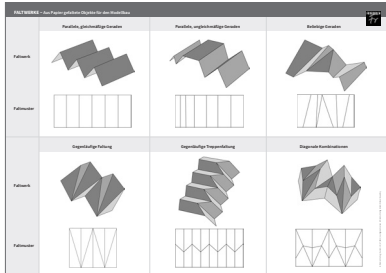 FALTWERKE – Aus Papier gefaltete Objekte für den Modellbau
Parallele, gleichmäßige Geraden
Parallele, ungleichmäßige Geraden
Beliebige Geraden
Faltwerk
Faltmuster
Gegenläufige Faltung
Gegenläufige Treppenfaltung
Diagonale Kombinationen
Faltwerk
Faltmuster